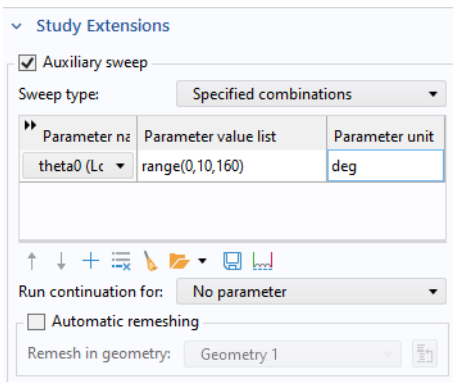 Study Extensions
Auxiliary sweep
Sweep type: Specified combinations
Parameter na Parameter value list Parameter unit
theta0 (Lc range(0,10,160) deg
Run continuation for: No parameter
Automatic remeshing
Remesh in geometry: Geometry 1